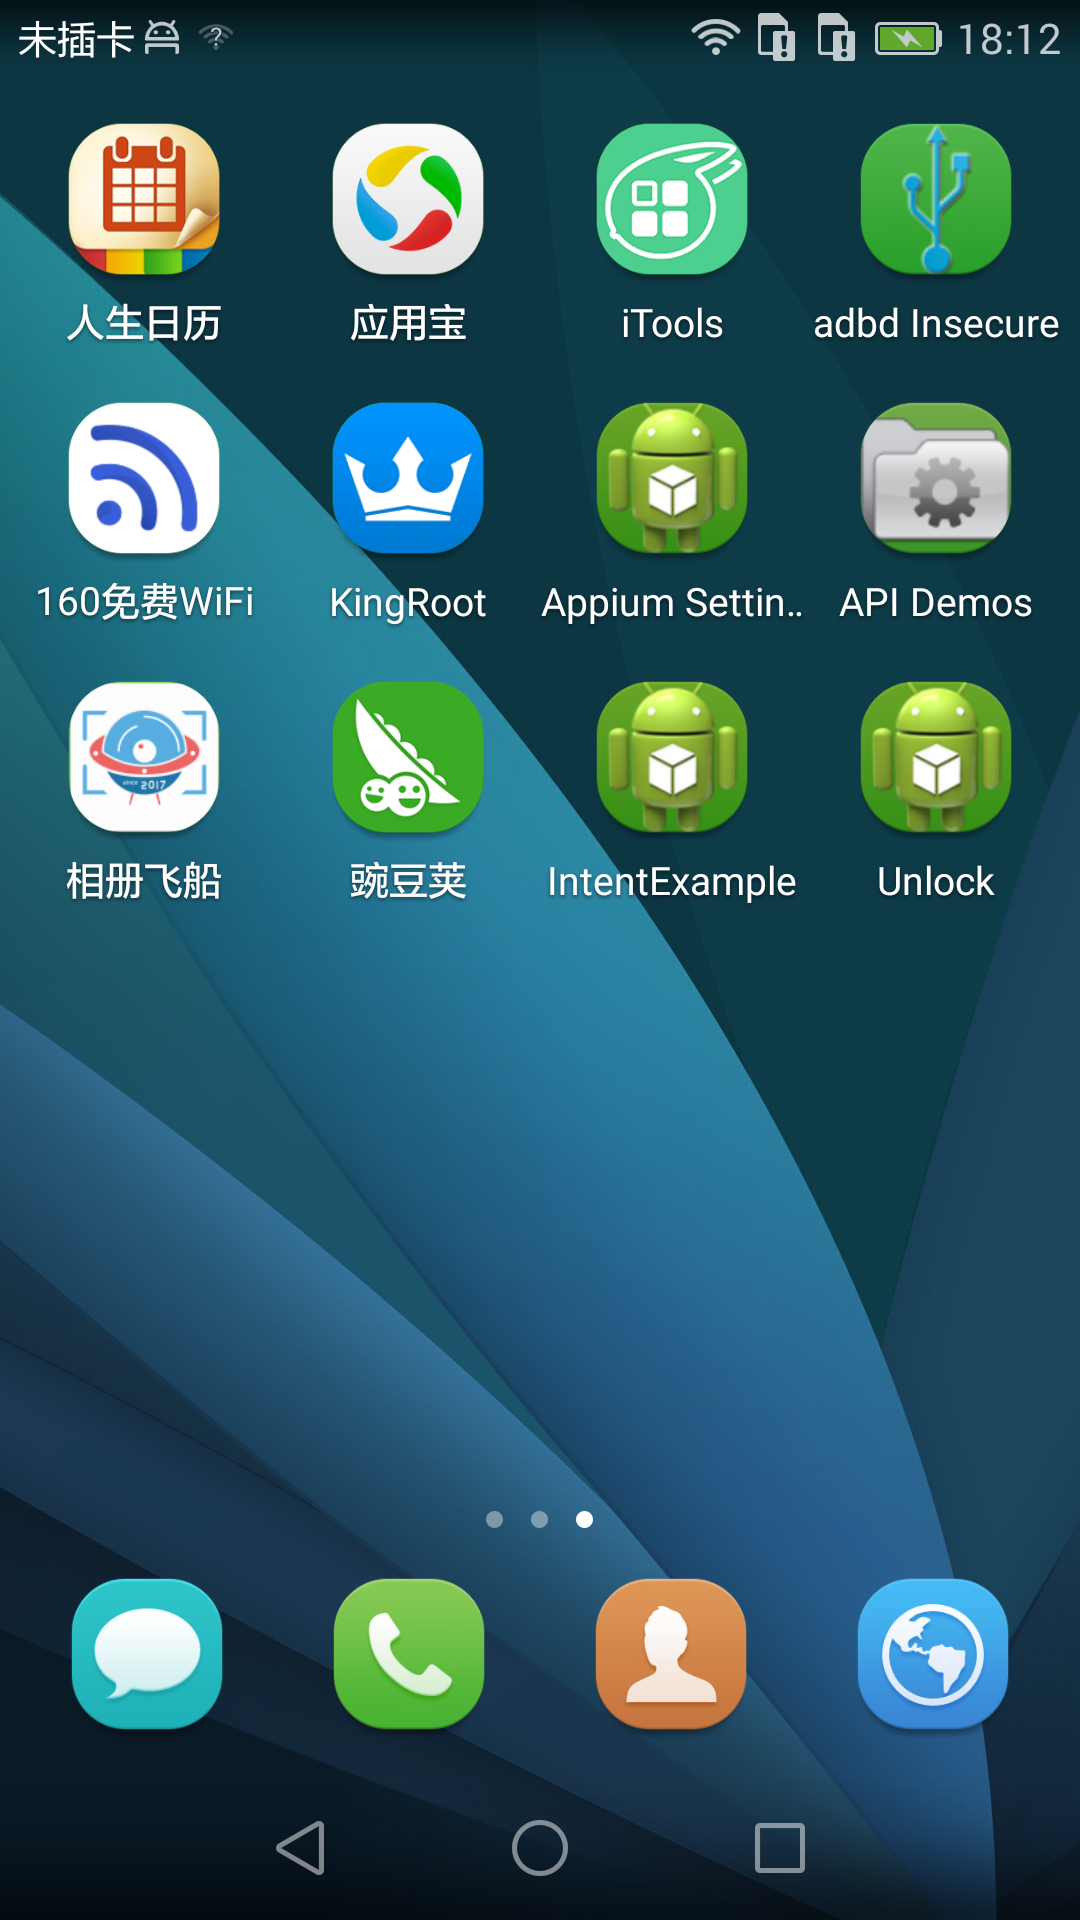 未插卡 18:12
人生日历 应用宝 iTools adbd Insecure
160免费WiFi KingRoot Appium Settin.. API Demos
since 2017
相册飞船 豌豆荚 IntentExample Unlock